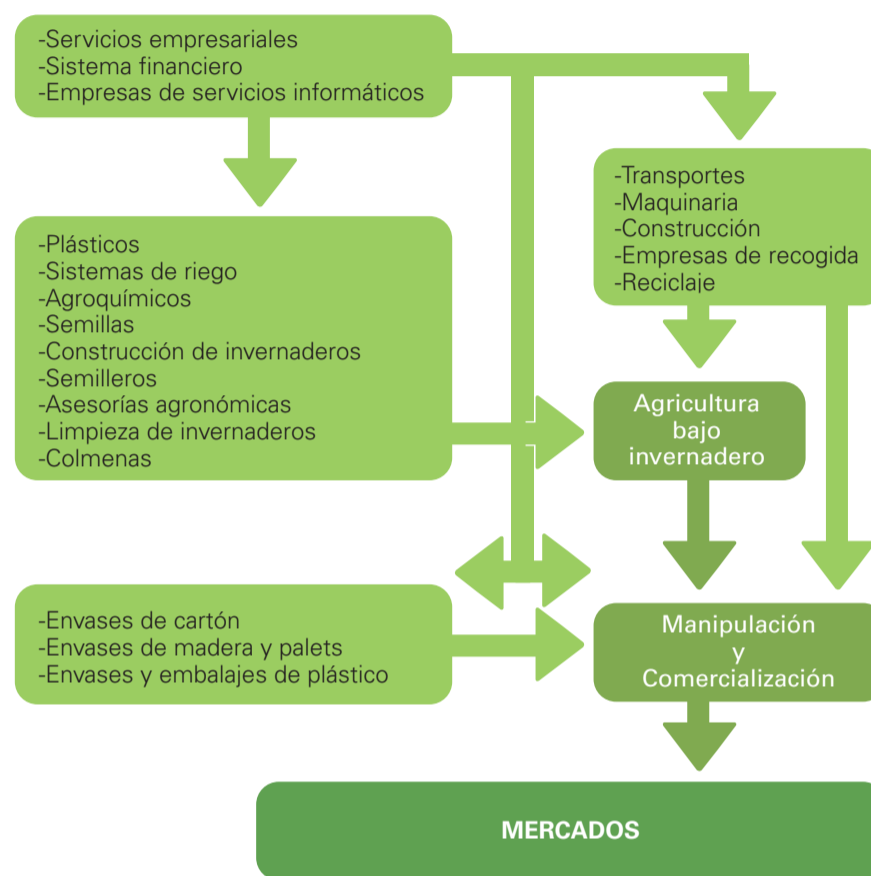 -Servicios empresariales
-Sistema financiero
-Empresas de servicios informáticos
-Transportes
-Maquinaria
-Construcción
-Empresas de recogida
-Reciclaje
-Plásticos
-Sistemas de riego
-Agroquímicos
-Semillas
-Construcción de invernaderos
-Semilleros
-Asesorías agronómicas
-Limpieza de invernaderos
-Colmenas
Agricultura
bajo
invernadero
-Envases de cartón
-Envases de madera y palets
-Envases y embalajes de plástico
Manipulación
y
Comercialización
MERCADOS